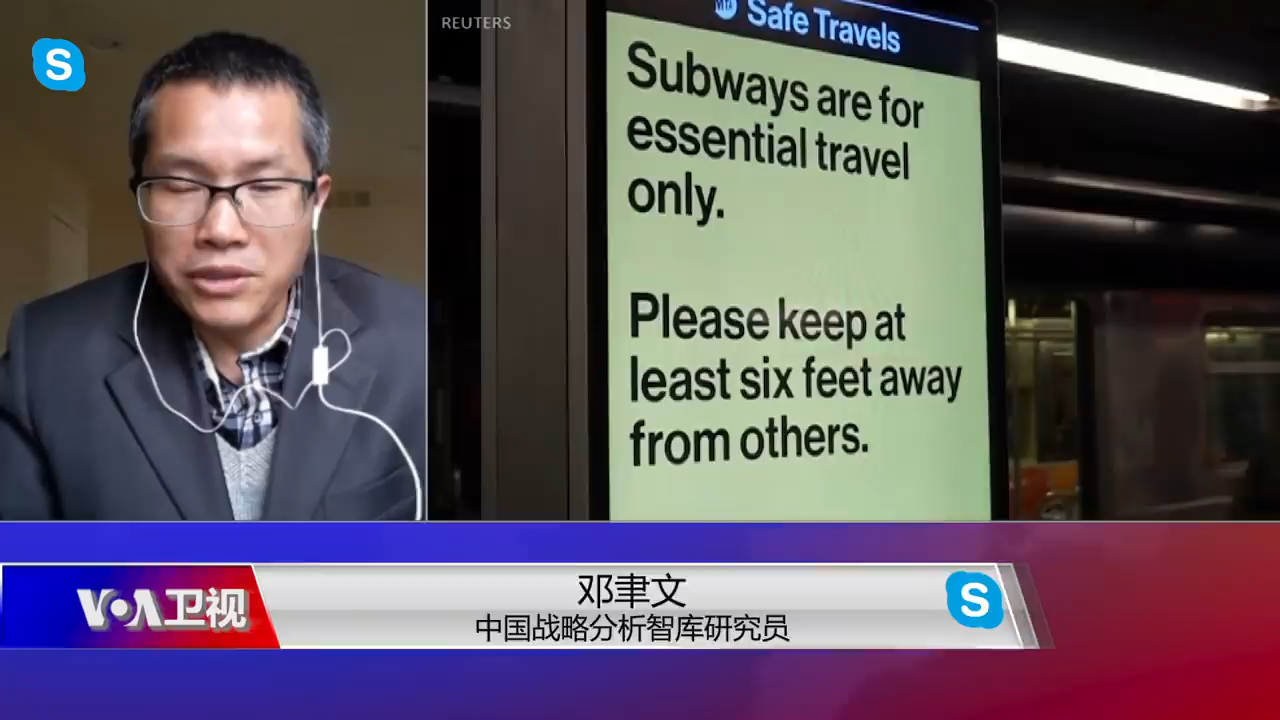 S
REUTERS
MTA Safe Travels
Subways are for
essential travel
only.
Please keep at
least six feet away
from others.
VOA卫视
邓聿文
中国战略分析智库研究员
S